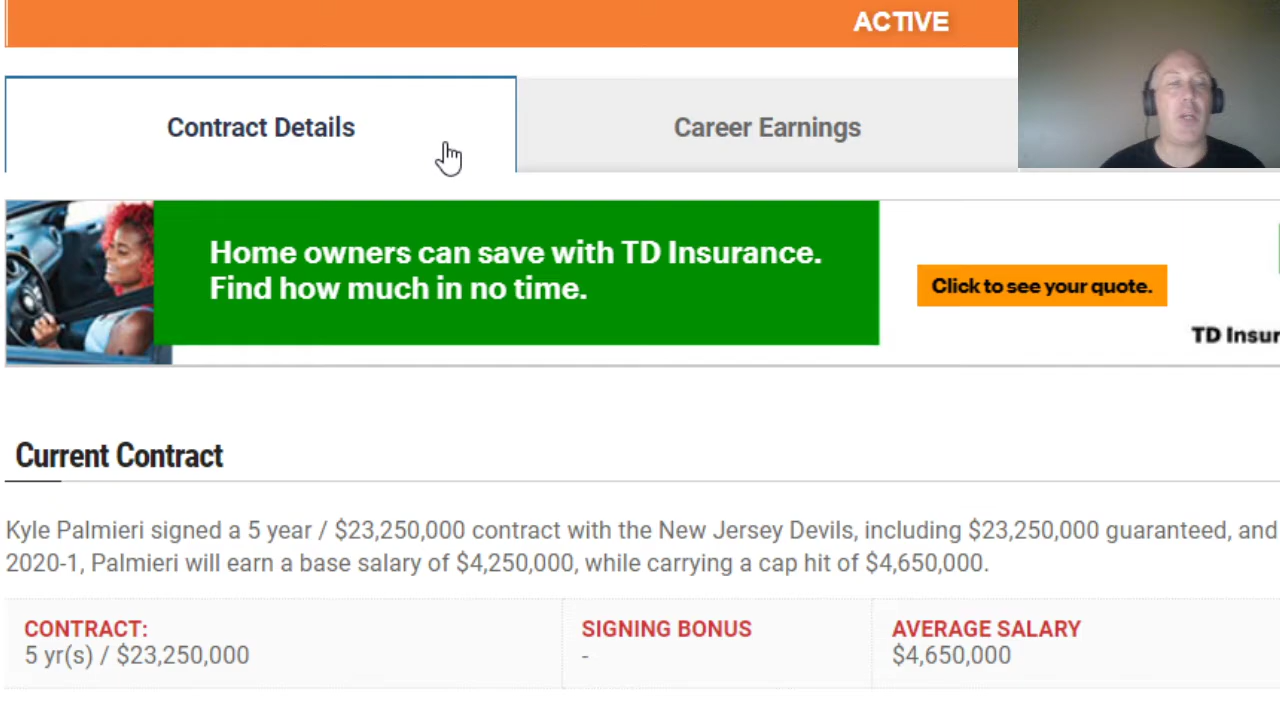 ACTIVE
Contract Details
Career Earnings
Home owners can save with TD Insurance.
Find how much in no time.
Click to see your quote.
TD Insur
Current Contract
Kyle Palmieri signed a 5 year / $23,250,000 contract with the New Jersey Devils, including $23,250,000 guaranteed, and
2020-1, Palmieri will earn a base salary of $4,250,000, while carrying a cap hit of $4,650,000.
CONTRACT:
5 yr(s) / $23,250,000
SIGNING BONUS
-
AVERAGE SALARY
$4,650,000